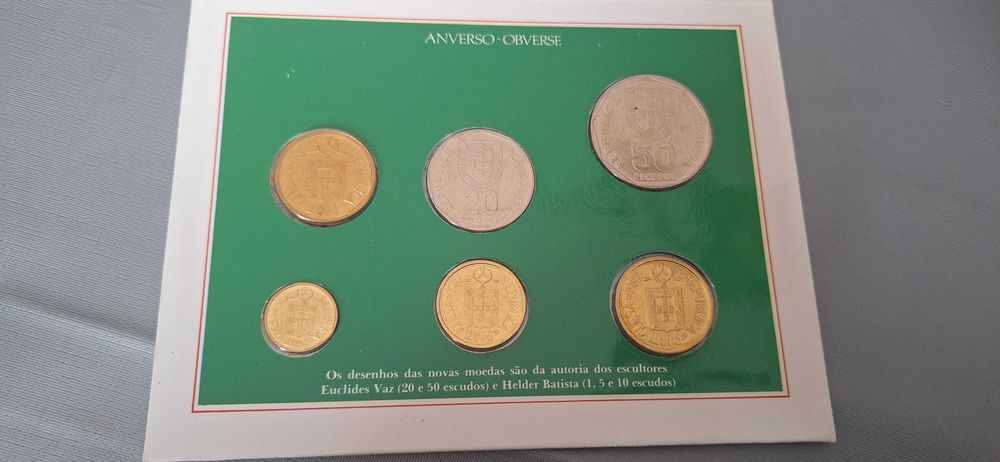 ANVERSO - OBVERSE
20
50
ESCUDOS
Os desenhos das novas moedas são da autoria dos escultores
Euclides Vaz (20 e 50 escudos) e Helder Batista (1, 5 e 10 escudos)